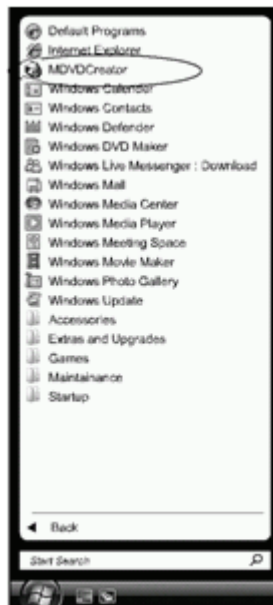 Default Programs
Internet Explorer
MDVDCreator
Windows Calendar
Windows Contacts
Windows Defender
Windows DVD Maker
Windows Live Messenger : Download
Windows Mail
Windows Media Center
Windows Media Player
Windows Meeting Space
Windows Movie Maker
Windows Photo Gallery
Windows Update
Accessories
Extras and Upgrades
Games
Maintainance
Startup
Back
Start Search